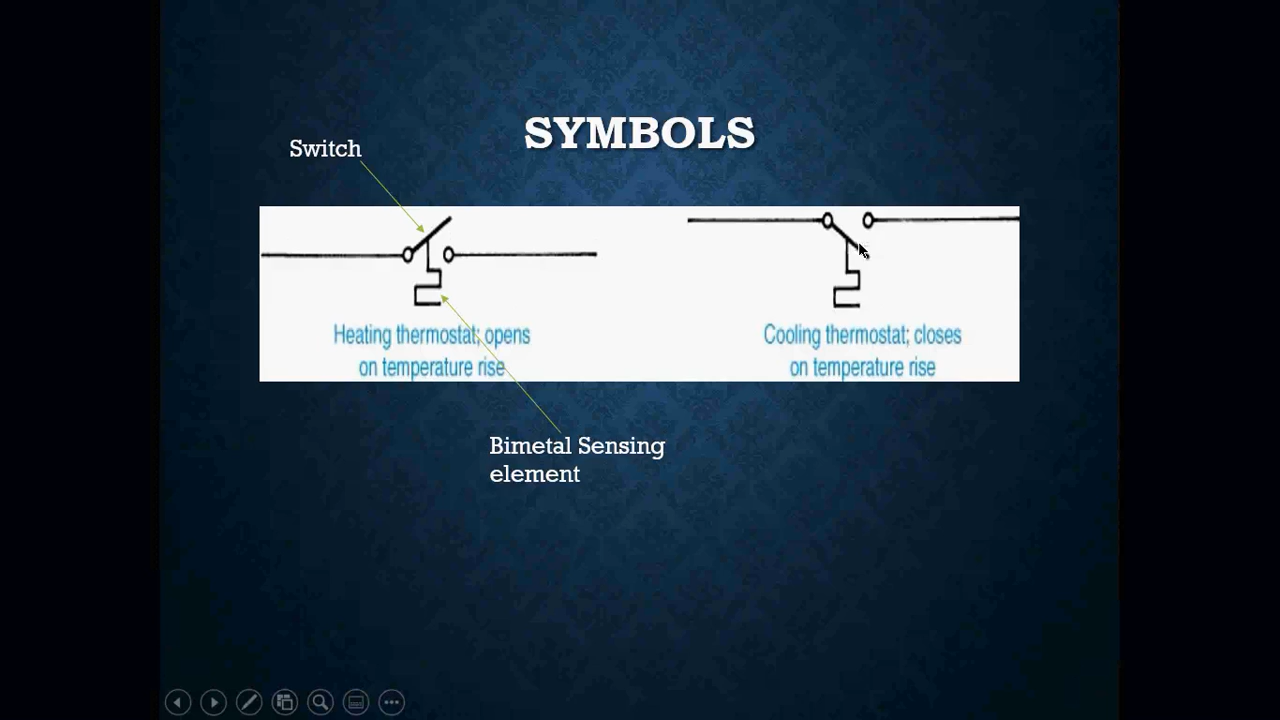 SYMBOLS
Switch
Heating thermostat; opens
on temperature rise
Cooling thermostat; closes
on temperature rise
Bimetal Sensing
element